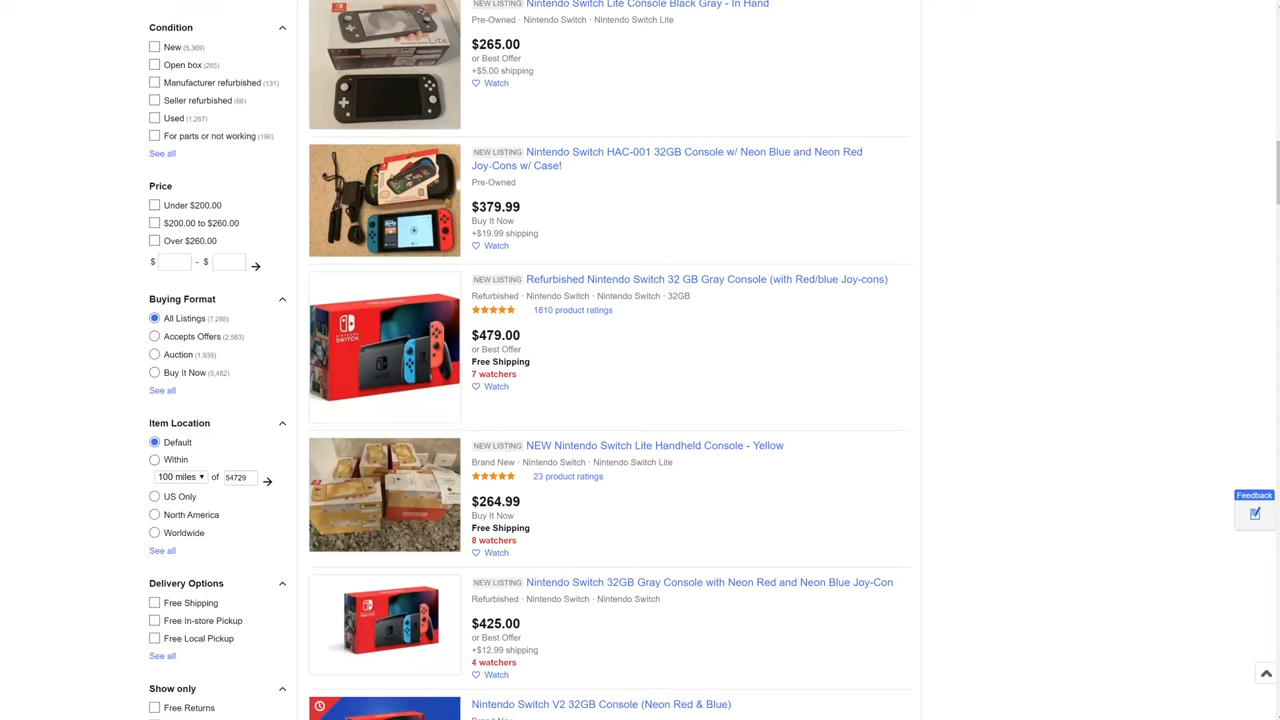 Condition
New (5,369)
Open box (265)
Manufacturer refurbished (131)
Seller refurbished (66)
Used (1,267)
For parts or not working (190)
See all
Price
Under $200.00
$200.00 to $260.00
Over $260.00
$ - $
Buying Format
All Listings (7,286)
Accepts Offers (2,583)
Auction (1,939)
Buy It Now (5,482)
See all
Item Location
Default
Within
100 miles of 54729
US Only
North America
Worldwide
See all
Delivery Options
Free Shipping
Free In-store Pickup
Free Local Pickup
See all
Show only
Free Returns
NEW LISTING Nintendo Switch Lite Console Black Gray - In Hand
Pre-Owned · Nintendo Switch · Nintendo Switch Lite
$265.00
or Best Offer
+$5.00 shipping
Watch
NEW LISTING Nintendo Switch HAC-001 32GB Console w/ Neon Blue and Neon Red
Joy-Cons w/ Case!
Pre-Owned
$379.99
Buy It Now
+$19.99 shipping
Watch
NEW LISTING Refurbished Nintendo Switch 32 GB Gray Console (with Red/blue Joy-cons)
Refurbished · Nintendo Switch · Nintendo Switch · 32GB
1810 product ratings
$479.00
or Best Offer
Free Shipping
7 watchers
Watch
NEW LISTING NEW Nintendo Switch Lite Handheld Console - Yellow
Brand New · Nintendo Switch · Nintendo Switch Lite
23 product ratings
$264.99
Buy It Now
Free Shipping
8 watchers
Watch
NEW LISTING Nintendo Switch 32GB Gray Console with Neon Red and Neon Blue Joy-Con
Refurbished · Nintendo Switch · Nintendo Switch
$425.00
or Best Offer
+$12.99 shipping
4 watchers
Watch
Nintendo Switch V2 32GB Console (Neon Red & Blue)
Feedback